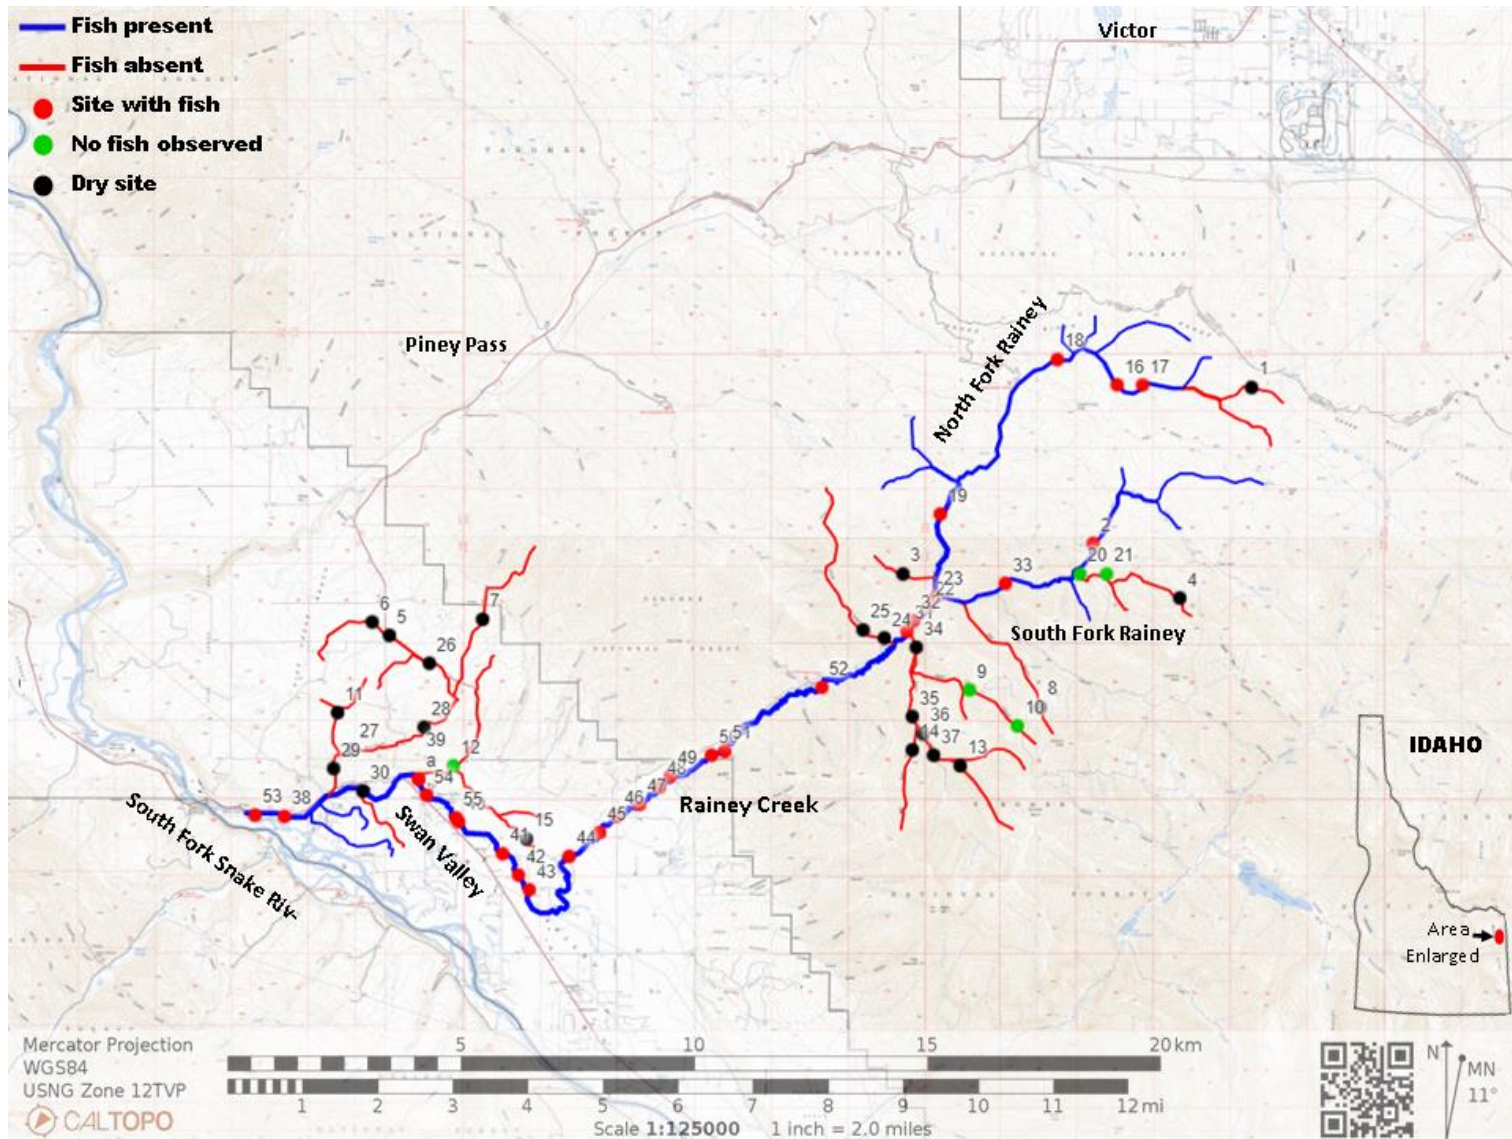 Fish present
Fish absent
Site with fish
No fish observed
Dry site
Victor
Piney Pass
North Fork Rainey
18
16 17
1
19
2
20 21
4
3
23
22
33
32
31
25
24
34
South Fork Rainey
6
5
7
26
52
9
8
10
35
36
14
37
13
11
28
27
39
29
12
a
30
54
51
50
49
48
47
46
45
44
Rainey Creek
53 38
55
15
41
42
43
Swan Valley
South Fork Snake Riv
IDAHO
Area
Enlarged
Mercator Projection
WGS84
USNG Zone 12TVP
CALTOPO
5 10 15 20 km
1 2 3 4 5 6 7 8 9 10 11 12 mi
Scale 1:125000 1 inch = 2.0 miles
N
MN
11°